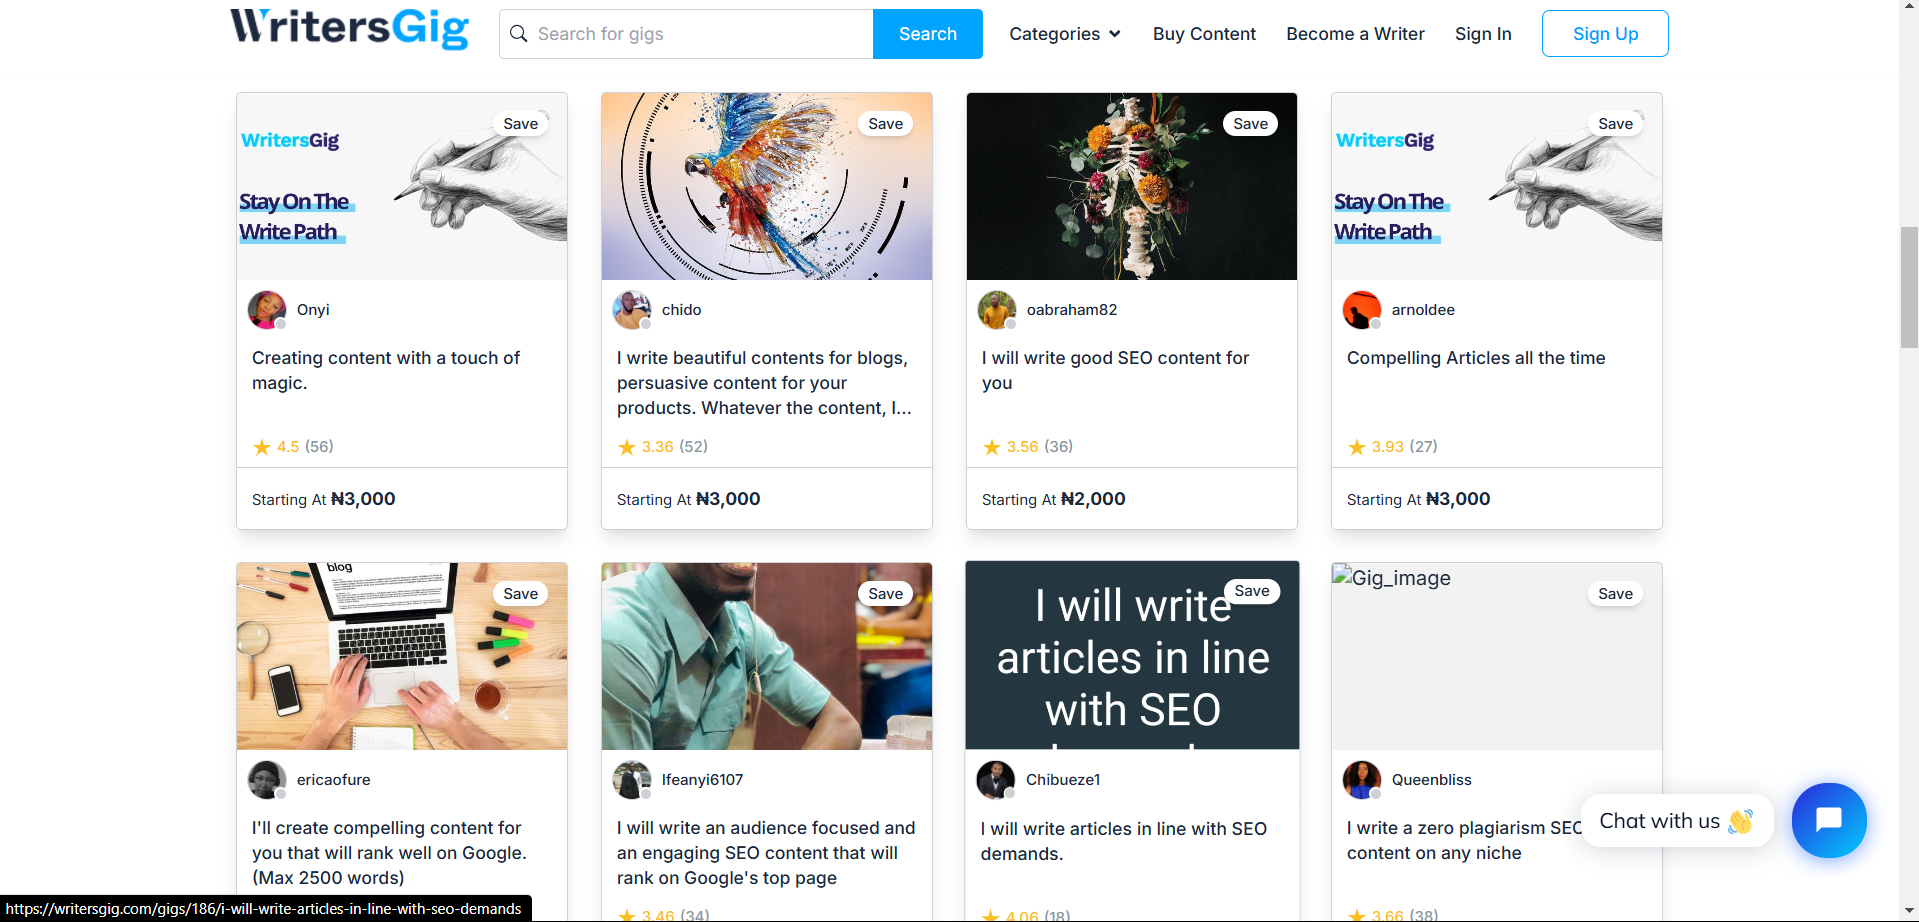 WritersGig
Search for gigs
Search
Categories
Buy Content
Become a Writer
Sign In
Sign Up
WritersGig
Stay On The
Write Path
Save
Save
Save
WritersGig
Stay On The
Write Path
Save
Onyi
chido
oabraham82
arnoldee
Creating content with a touch of
magic.
I write beautiful contents for blogs,
persuasive content for your
products. Whatever the content, I...
I will write good SEO content for
you
Compelling Articles all the time
4.5 (56)
3.36 (52)
3.56 (36)
3.93 (27)
Starting At ₦3,000
Starting At ₦3,000
Starting At ₦2,000
Starting At ₦3,000
blog
Save
Save
I will write
articles in line
with SEO
Save
Gig_image
Save
ericaofure
Ifeanyi6107
Chibueze1
Queenbliss
I'll create compelling content for
you that will rank well on Google.
(Max 2500 words)
I will write an audience focused and
an engaging SEO content that will
rank on Google's top page
I will write articles in line with SEO
demands.
I write a zero plagiarism SEO
content on any niche
Chat with us 👋
3.46 (34)
4.06 (18)
3.66 (38)
https://writersgig.com/gigs/186/i-will-write-articles-in-line-with-seo-demands